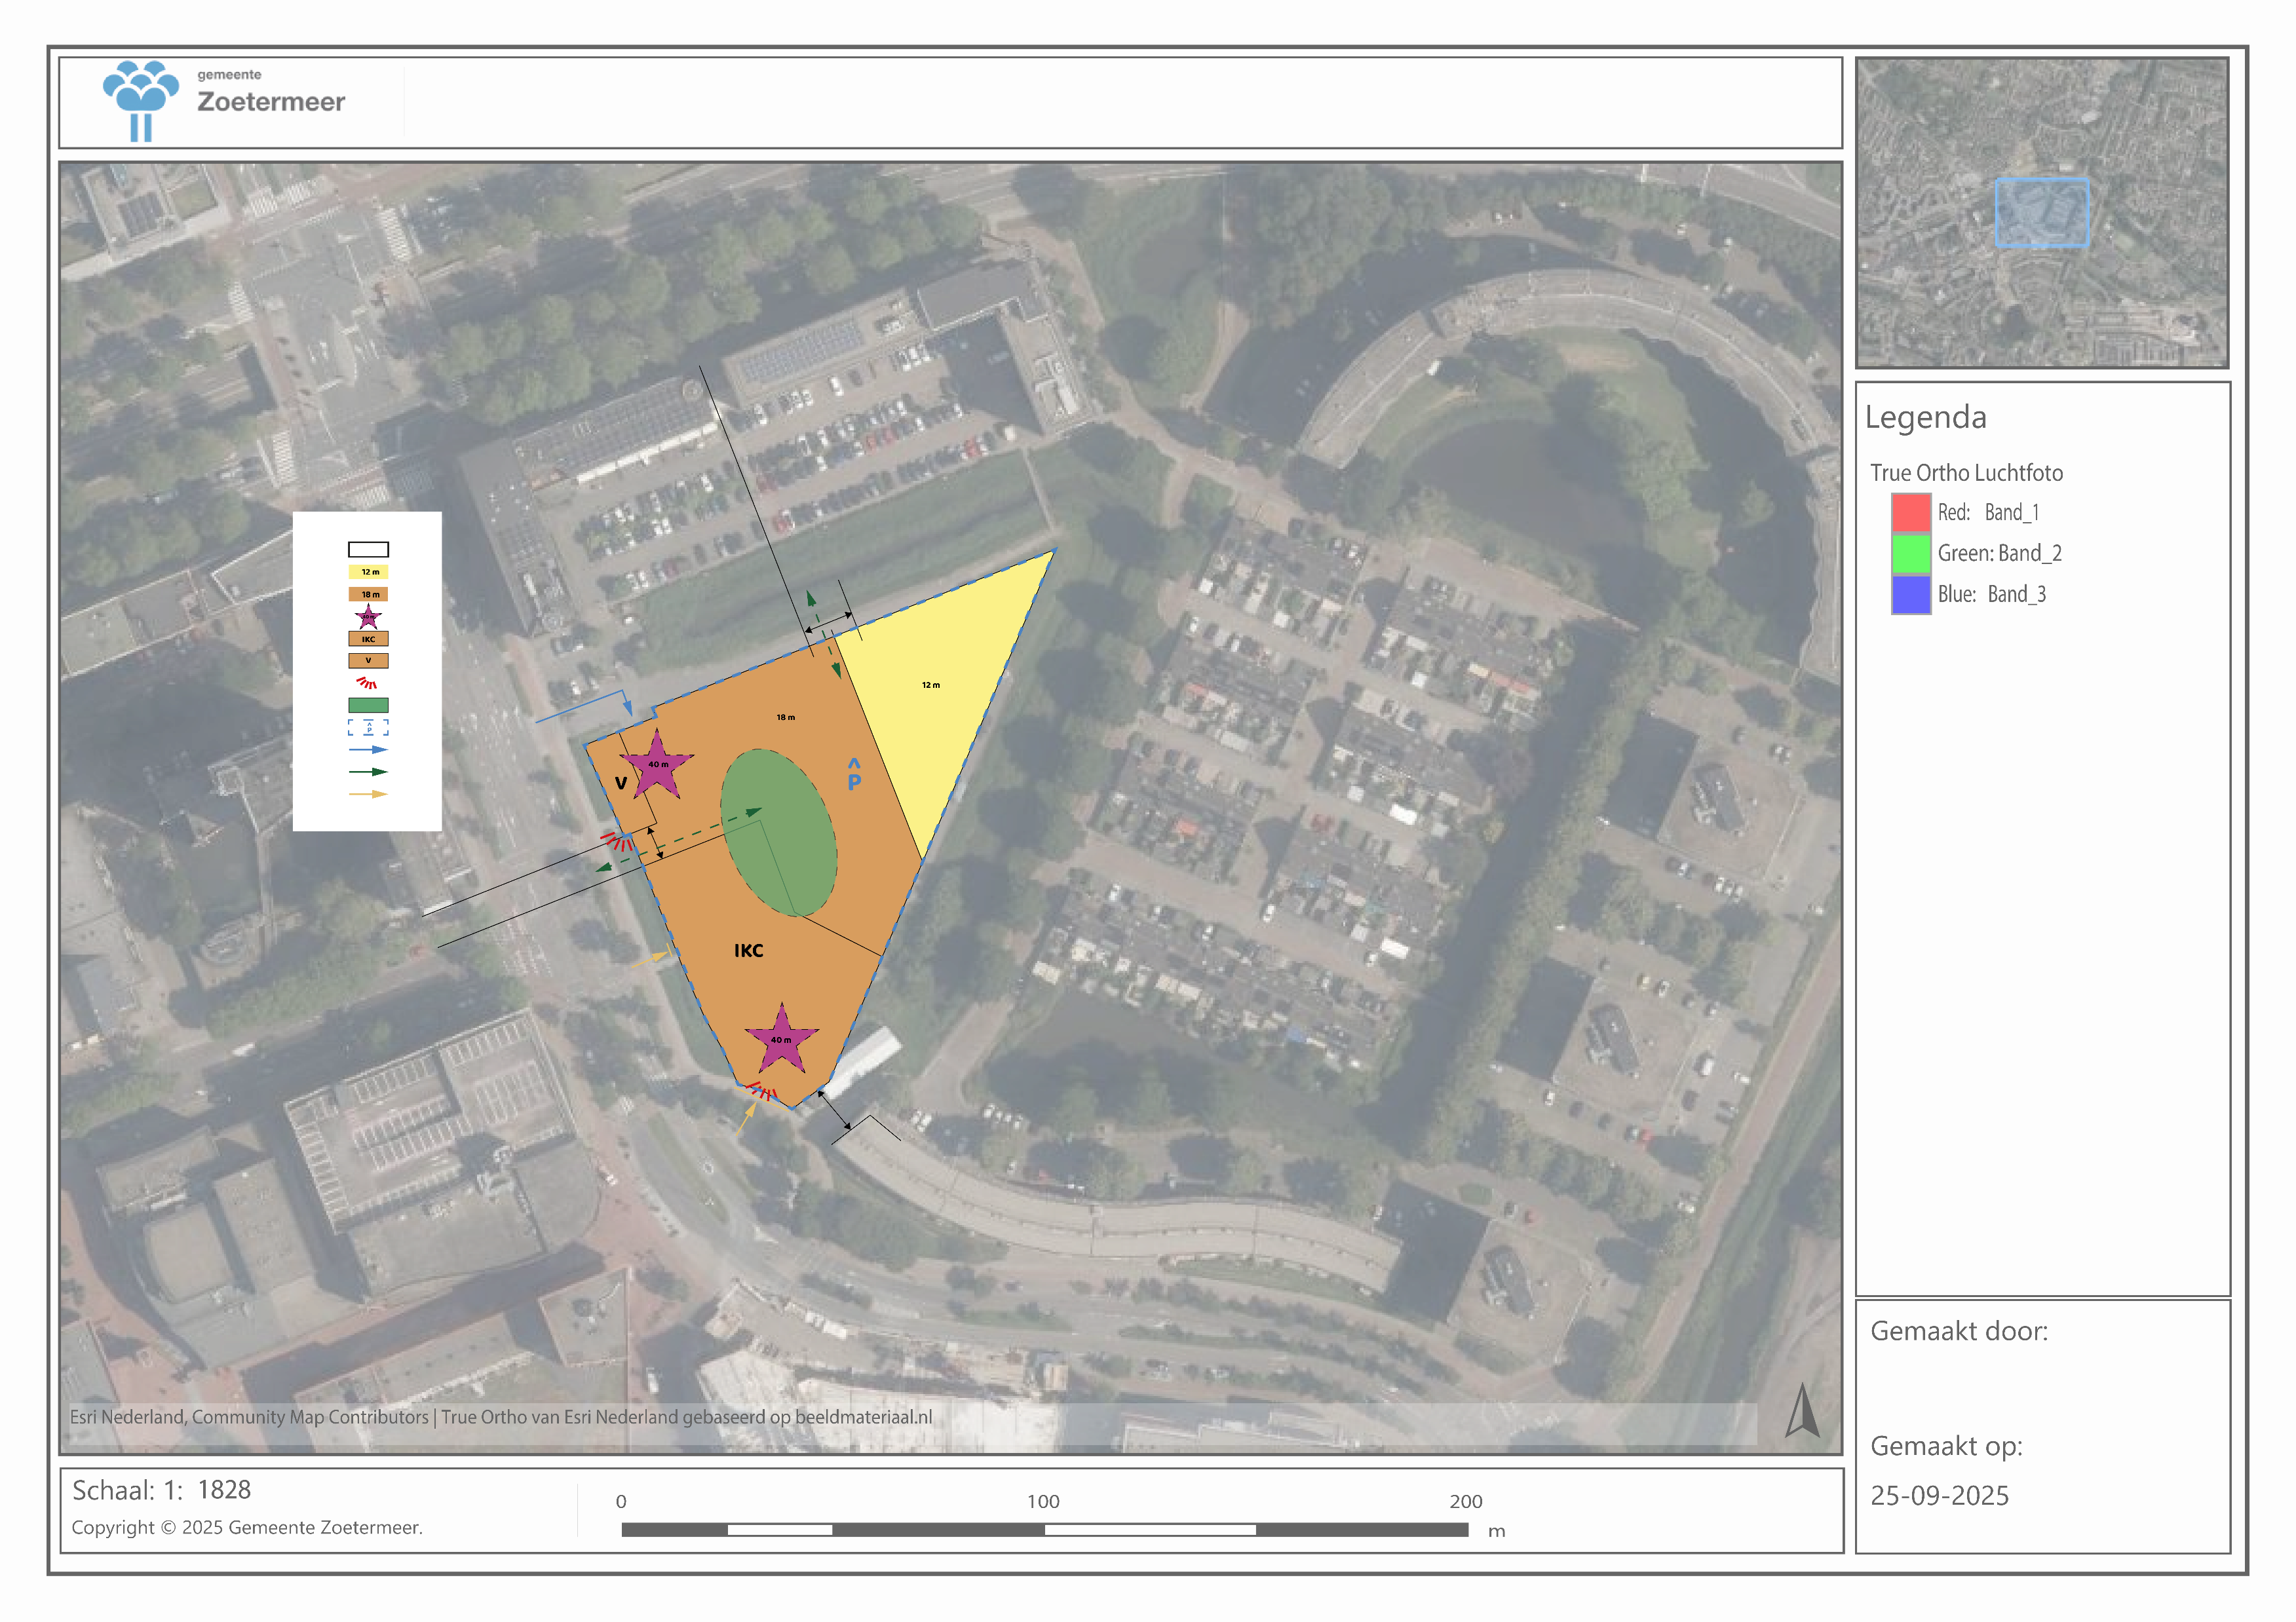 gemeente
Zoetermeer
12 m
18 m
IKC
V
^
P
12 m
18 m
40 m
V
^
P
IKC
40 m
Legenda
True Ortho Luchtfoto
Red: Band_1
Green: Band_2
Blue: Band_3
Esri Nederland, Community Map Contributors | True Ortho van Esri Nederland gebaseerd op beeldmateriaal.nl
Gemaakt door:
Gemaakt op:
25-09-2025
Schaal: 1: 1828
Copyright © 2025 Gemeente Zoetermeer.
0 100 200
m